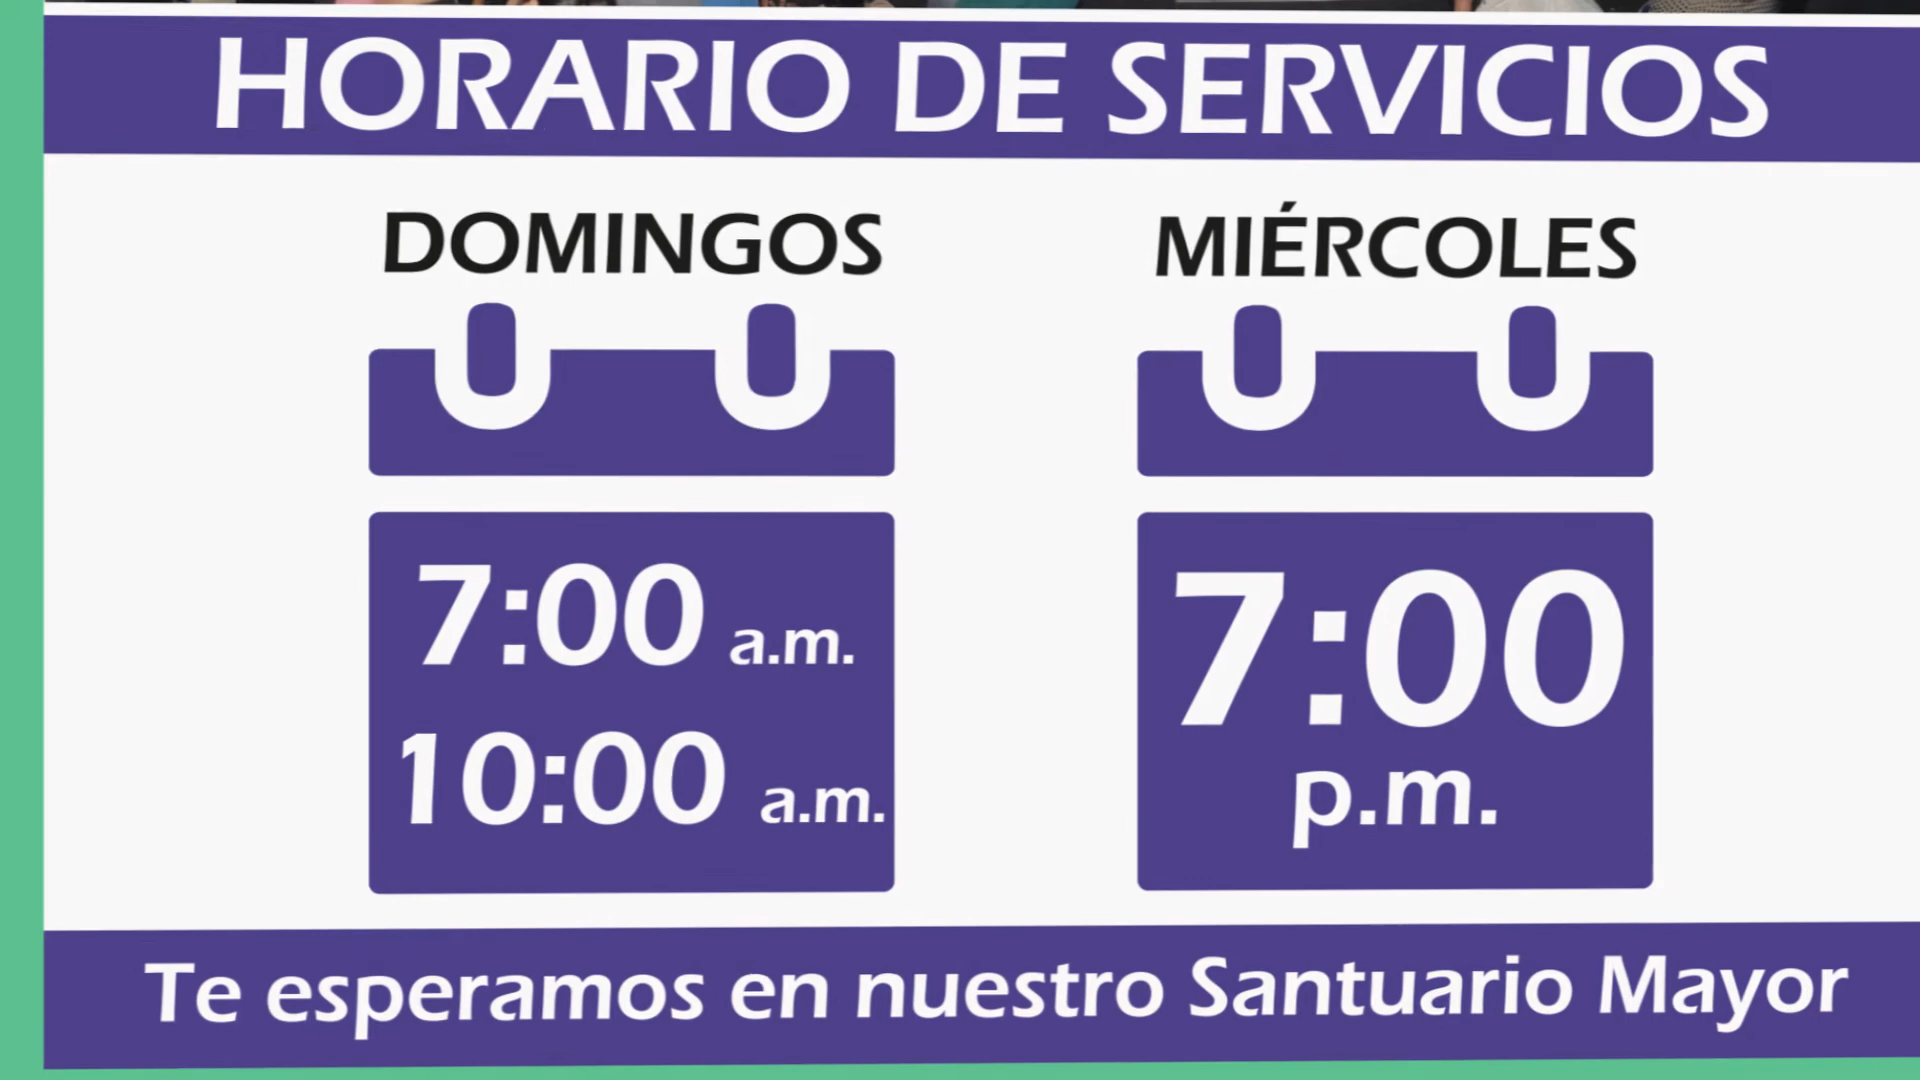 HORARIO DE SERVICIOS
DOMINGOS
MIÉRCOLES
7:00 a.m.
10:00 a.m.
7:00
p.m.
Te esperamos en nuestro Santuario Mayor